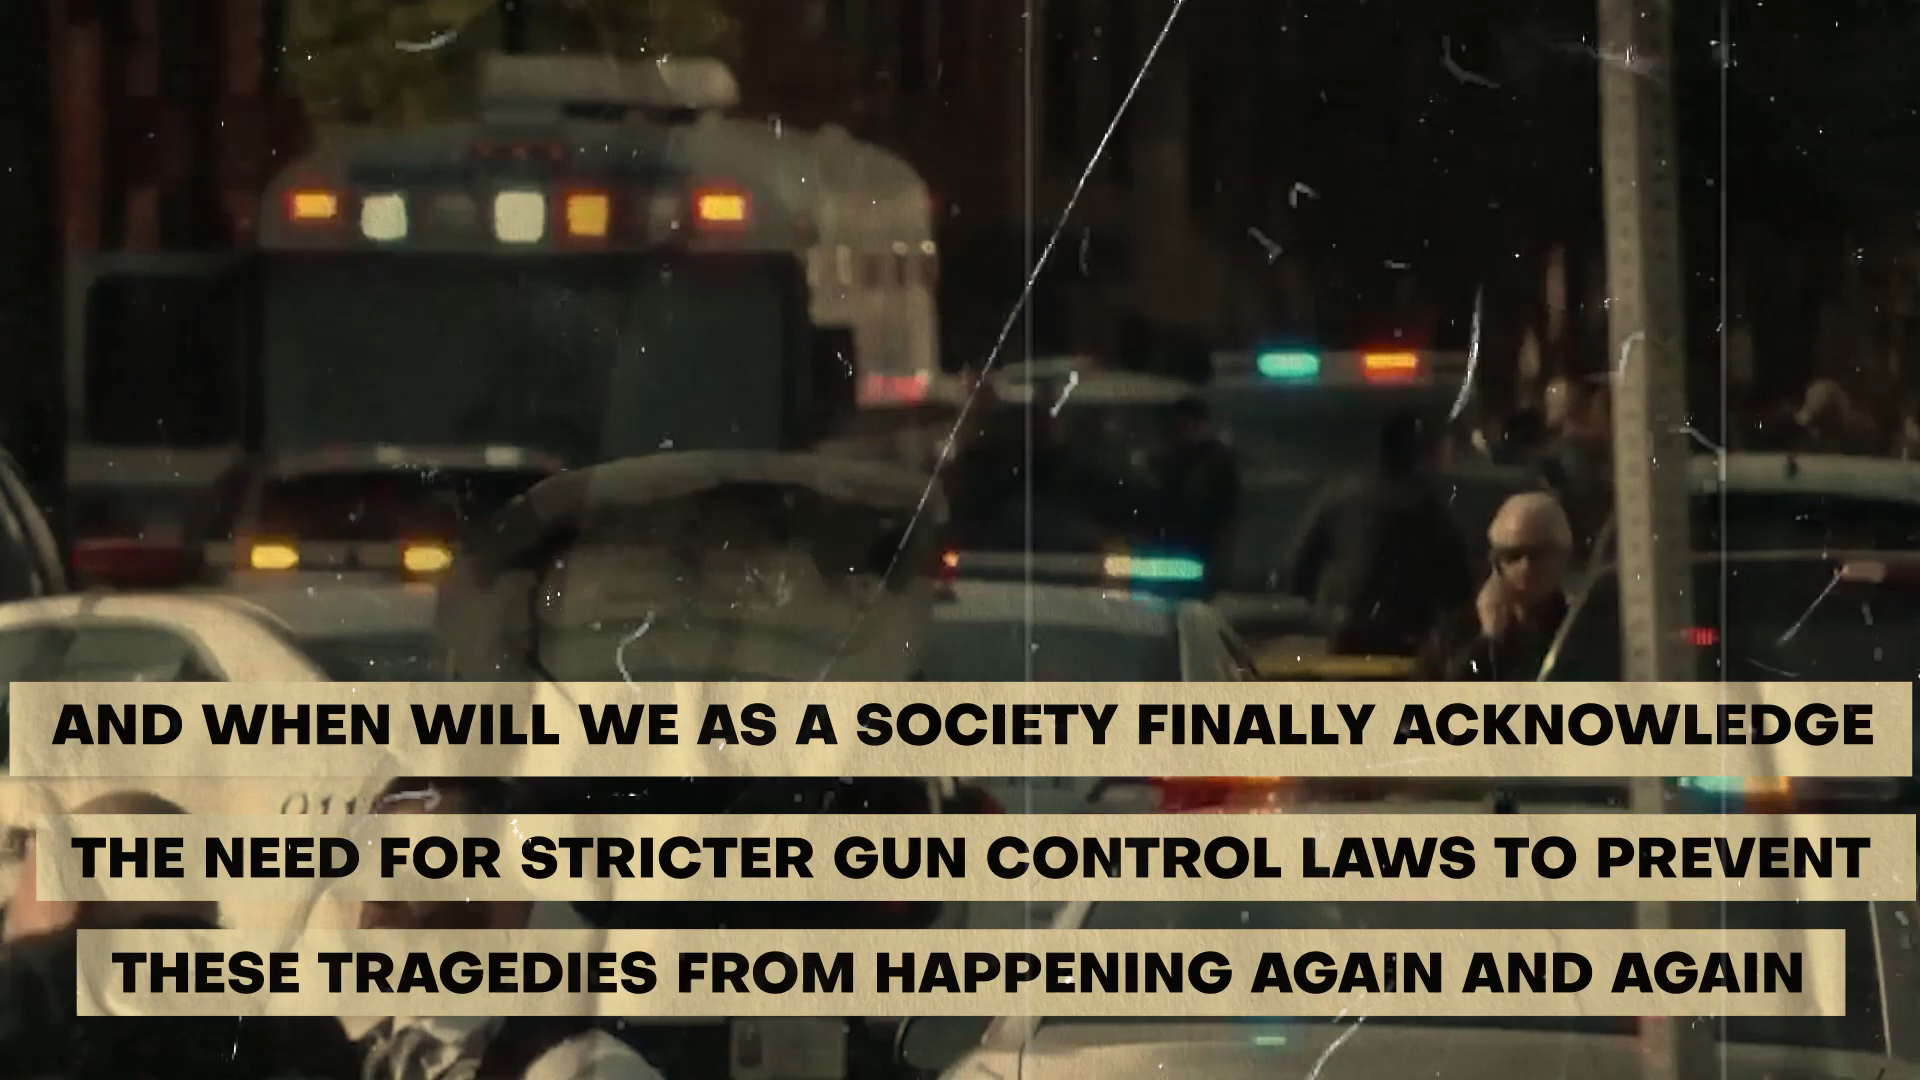 AND WHEN WILL WE AS A SOCIETY FINALLY ACKNOWLEDGE
THE NEED FOR STRICTER GUN CONTROL LAWS TO PREVENT
THESE TRAGEDIES FROM HAPPENING AGAIN AND AGAIN